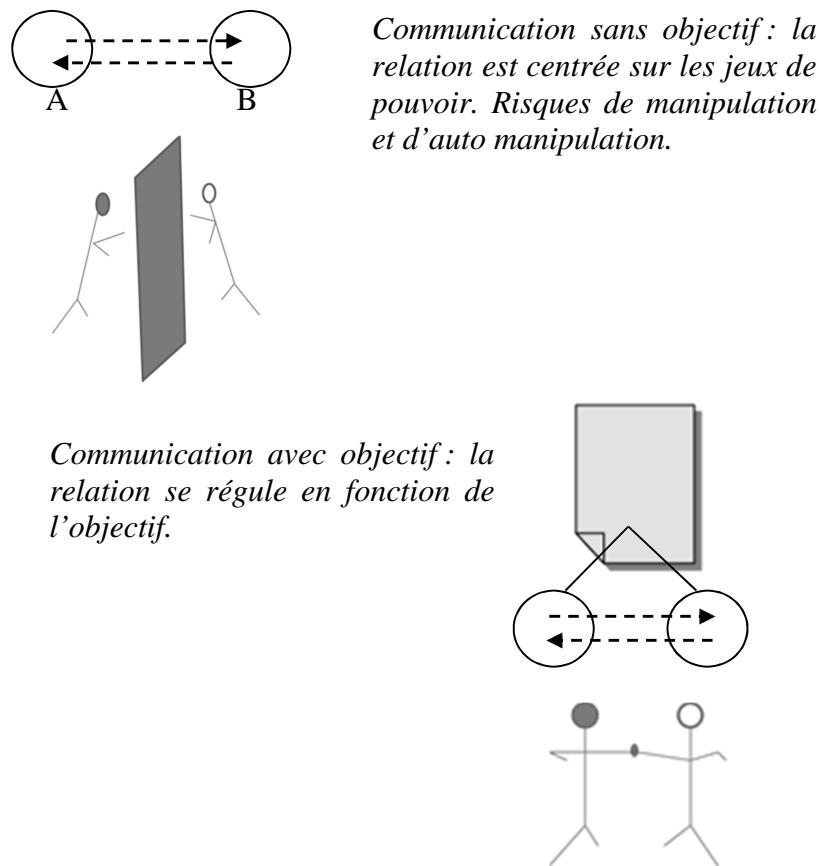 A B
Communication sans objectif : la
relation est centrée sur les jeux de
pouvoir. Risques de manipulation
et d'auto manipulation.
Communication avec objectif : la
relation se régule en fonction de
l'objectif.